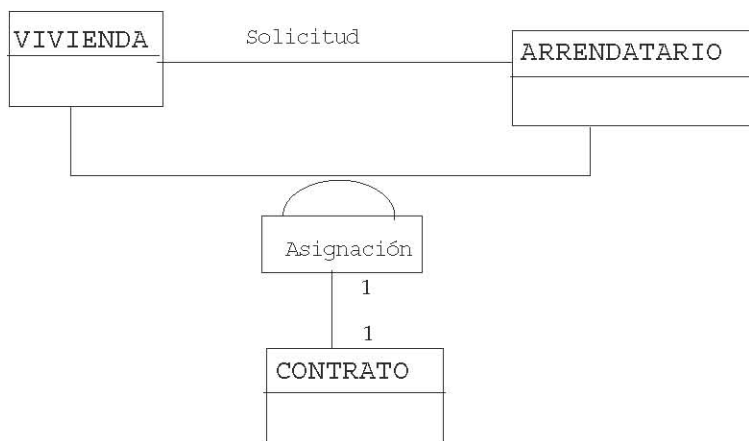 VIVIENDA
Solicitud
ARRENDATARIO
Asignación
1
1
CONTRATO